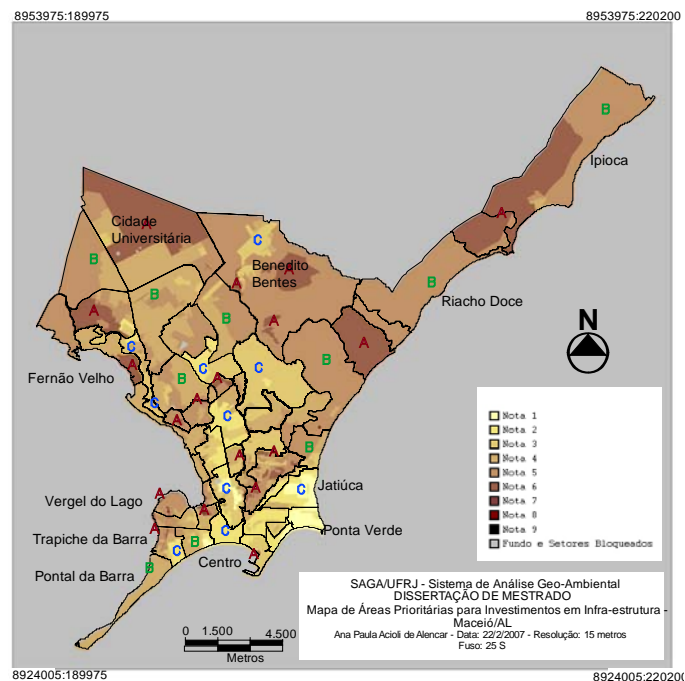 8953975:189975
8953975:220200
B
Ipioca
A
Cidade
Universitária
A
C
B
Benedito
Bentes
A
A
B
B
Riacho Doce
A
B
A
N
A
C
B
C
C
Fernão Velho
A
B
A
A
C
A
C
Nota 1
Nota 2
Nota 3
Nota 4
Nota 5
Nota 6
Nota 7
Nota 8
Nota 9
Fundo e Setores Bloqueados
B
A
A
Jatiúca
C
C
A
Vergel do Lago
A
A
Ponta Verde
Trapiche da Barra
A
C
B
C
Centro
A
Pontal da Barra
B
SAGA/UFRJ - Sistema de Análise Geo-Ambiental
DISSERTAÇÃO DE MESTRADO
Mapa de Áreas Prioritárias para Investimentos em Infra-estrutura -
Maceió/AL
Ana Paula Acioli de Alencar - Data: 22/2/2007 - Resolução: 15 metros
Fuso: 25 S
0 1.500 4.500
Metros
8924005:189975
8924005:220200